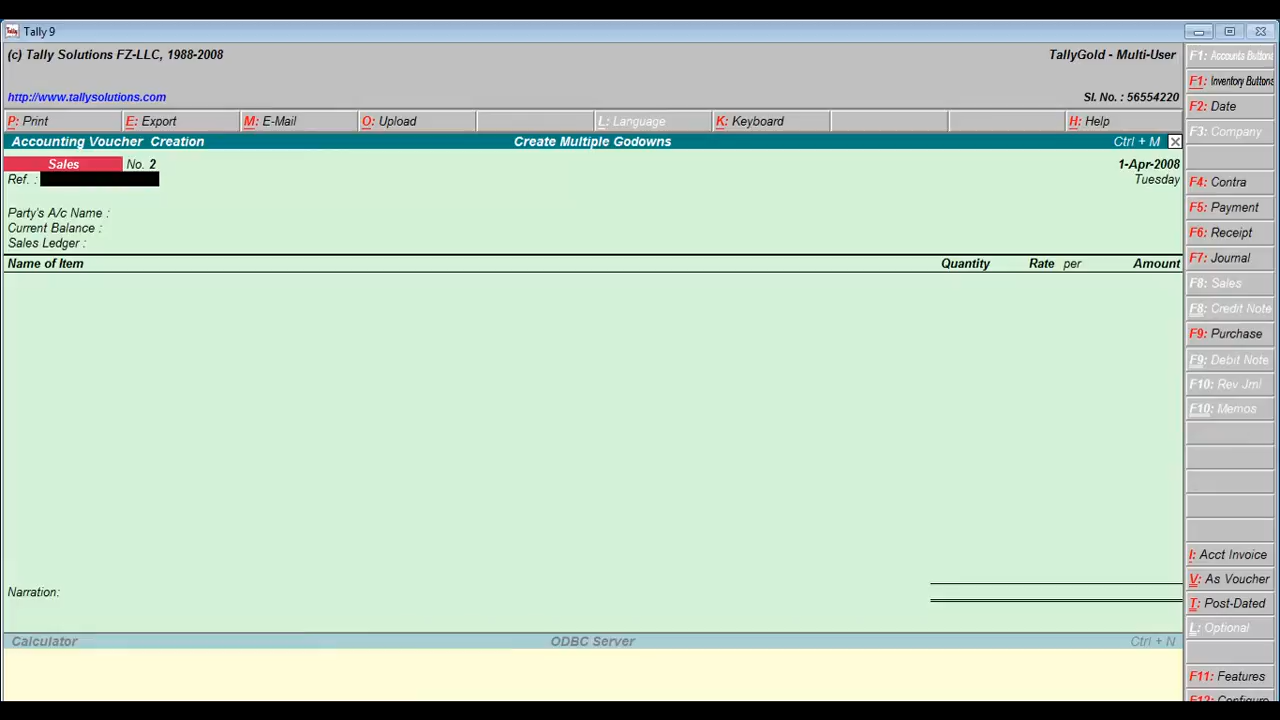 Tally 9
(c) Tally Solutions FZ-LLC, 1988-2008
TallyGold - Multi-User
http://www.tallysolutions.com
Sl. No. : 56554220
P: Print
E: Export
M: E-Mail
O: Upload
L: Language
K: Keyboard
H: Help
Accounting Voucher Creation
Create Multiple Godowns
Ctrl + M
Sales
No. 2
1-Apr-2008
Ref. :
Tuesday
Party's A/c Name :
Current Balance :
Sales Ledger :
Name of Item
Quantity
Rate per
Amount
Narration:
Calculator
ODBC Server
Ctrl + N
F1: Accounts Buttons
F1: Inventory Buttons
F2: Date
F3: Company
F4: Contra
F5: Payment
F6: Receipt
F7: Journal
F8: Sales
F8: Credit Note
F9: Purchase
F9: Debit Note
F10: Rev Jrnl
F10: Memos
I: Acct Invoice
V: As Voucher
T: Post-Dated
L: Optional
F11: Features
F12: Configure